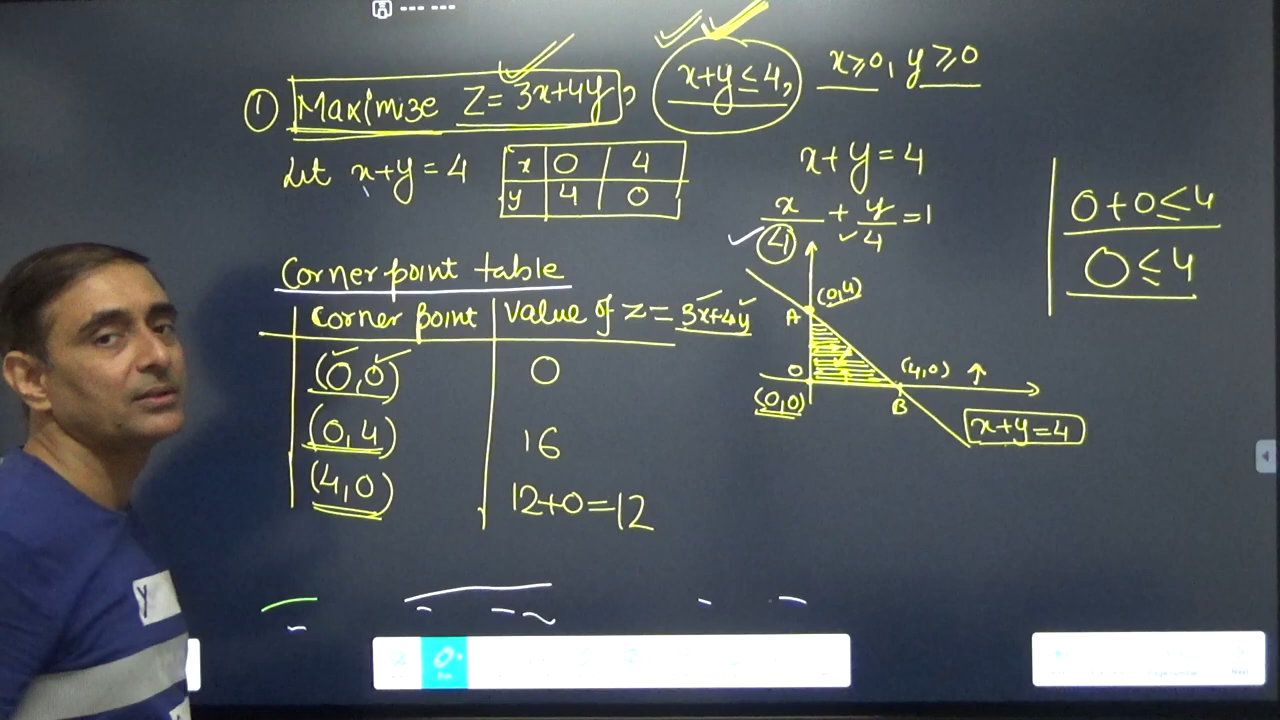 ① Maximize Z = 3x+4y, x+y ≤ 4, x≥0, y≥0
Let x+y = 4
x 0 4
y 4 0
x+y=4
x/4 + y/4 = 1
0+0≤4
0≤4
Corner point table
Corner point Value of Z = 3x+4y
(0,0) 0
(0,4) 16
(4,0) 12+0=12
(0,4)
A
O
(0,0)
(4,0)
B
x+y=4
Y
Pen
Next